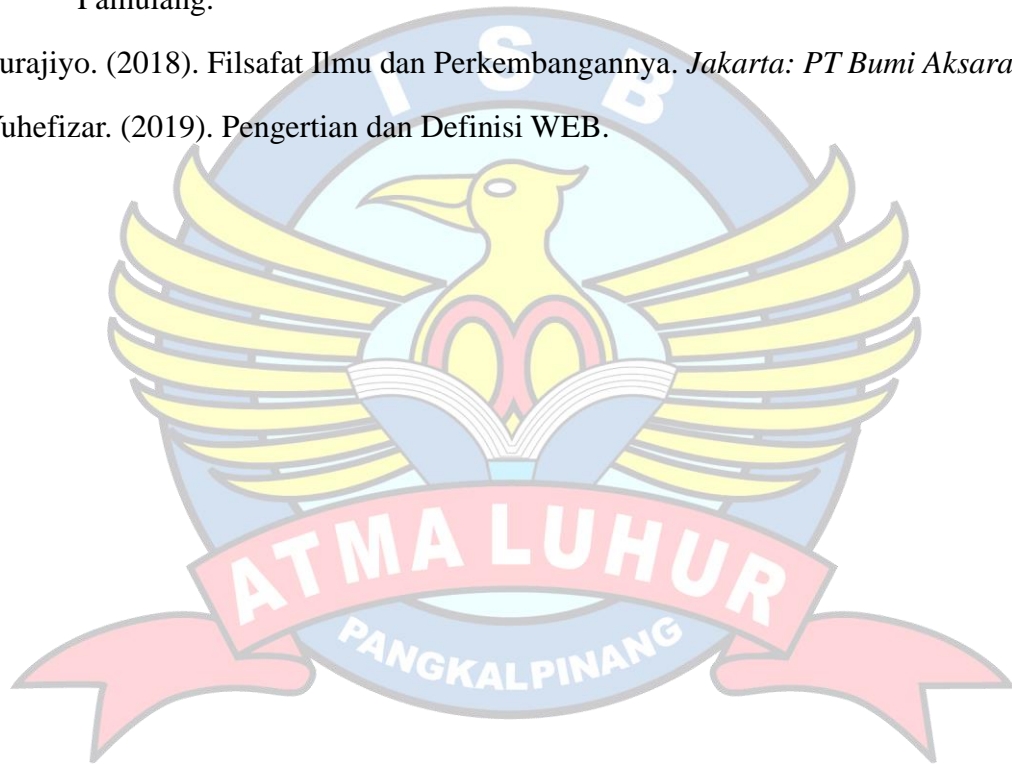 Pamulang.
urajiyo. (2018). Filsafat Ilmu dan Perkembangannya. Jakarta: PT Bumi Aksara
uhefizar. (2019). Pengertian dan Definisi WEB.
ISB
ATMA LUHUR
PANGKALPINANG